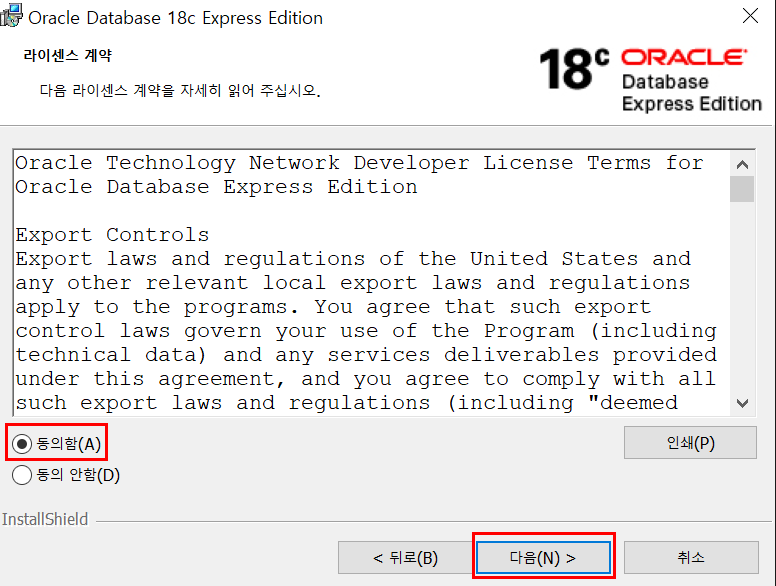 Oracle Database 18c Express Edition
라이센스 계약
다음 라이센스 계약을 자세히 읽어 주십시오.
18c ORACLE
Database
Express Edition
Oracle Technology Network Developer License Terms for
Oracle Database Express Edition
Export Controls
Export laws and regulations of the United States and
any other relevant local export laws and regulations
apply to the programs. You agree that such export
control laws govern your use of the Program (including
technical data) and any services deliverables provided
under this agreement, and you agree to comply with all
such export laws and regulations (including "deemed
동의함(A)
인쇄(P)
동의 안함(D)
InstallShield
< 뒤로(B)
다음(N) >
취소